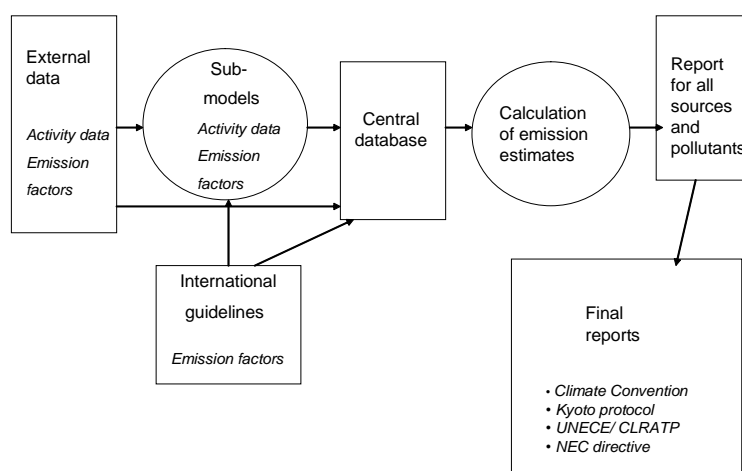 External
data
Activity data
Emission
factors
Sub-
models
Activity data
Emission
factors
Central
database
Calculation
of emission
estimates
Report
for all
sources
and
pollutants
International
guidelines
Emission factors
Final
reports
• Climate Convention
• Kyoto protocol
• UNECE/ CLRATP
• NEC directive